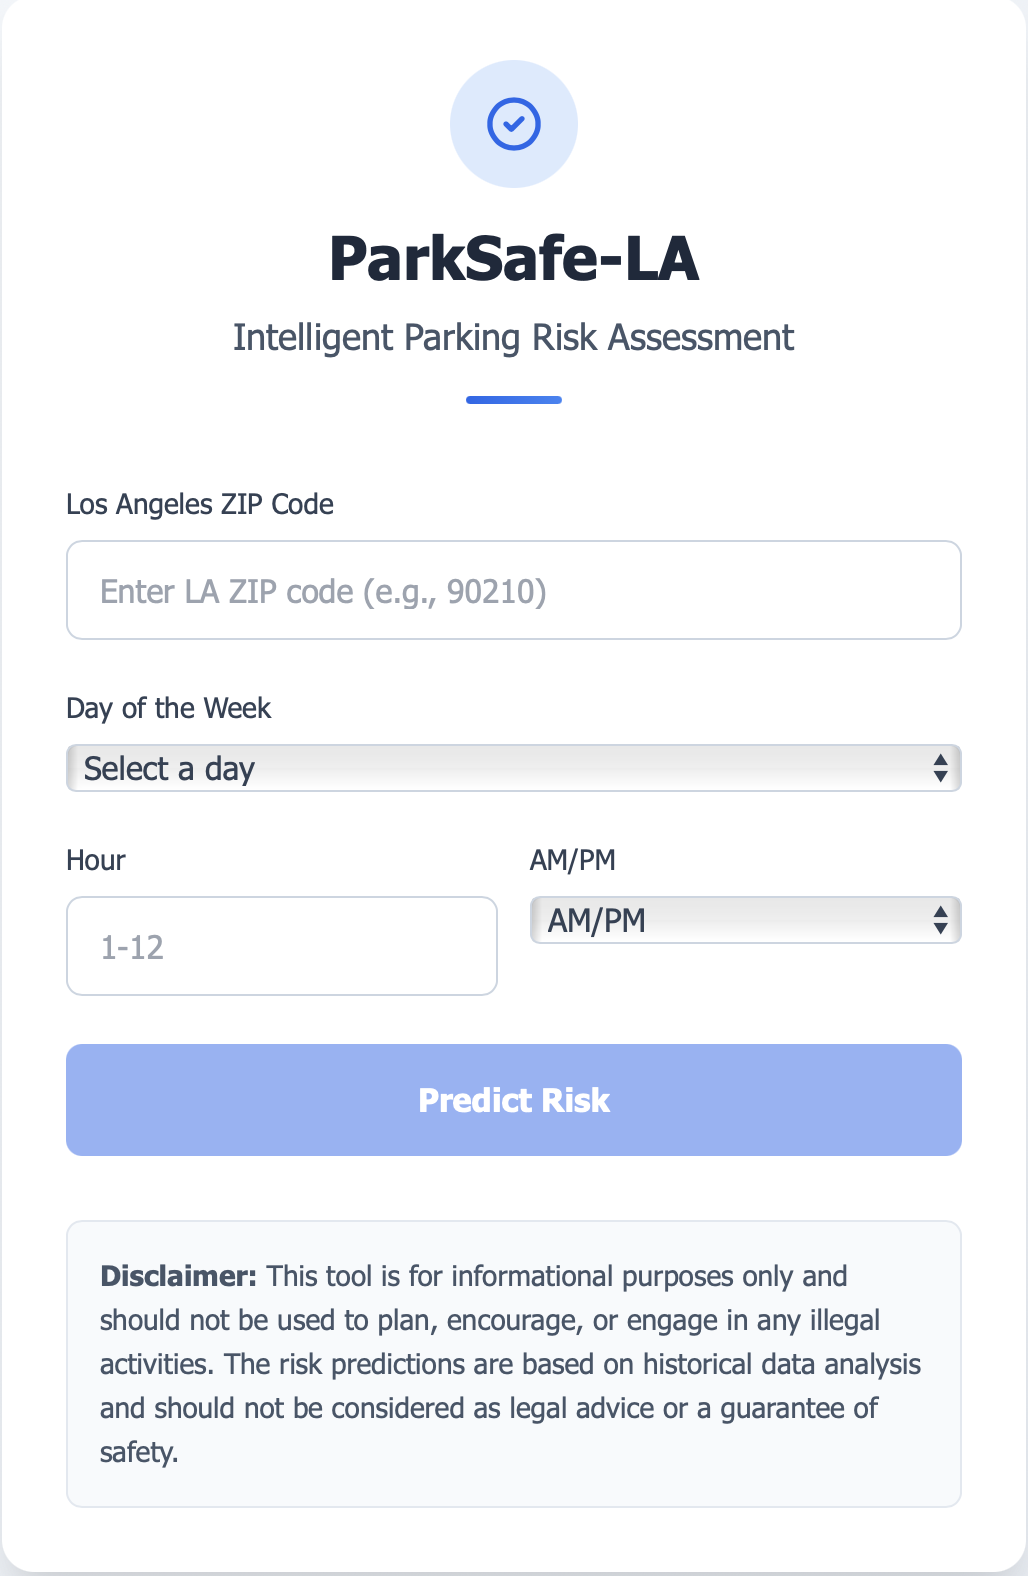 ParkSafe-LA
Intelligent Parking Risk Assessment
Los Angeles ZIP Code
Enter LA ZIP code (e.g., 90210)
Day of the Week
Select a day
Hour
AM/PM
1-12
AM/PM
Predict Risk
Disclaimer: This tool is for informational purposes only and
should not be used to plan, encourage, or engage in any illegal
activities. The risk predictions are based on historical data analysis
and should not be considered as legal advice or a guarantee of
safety.